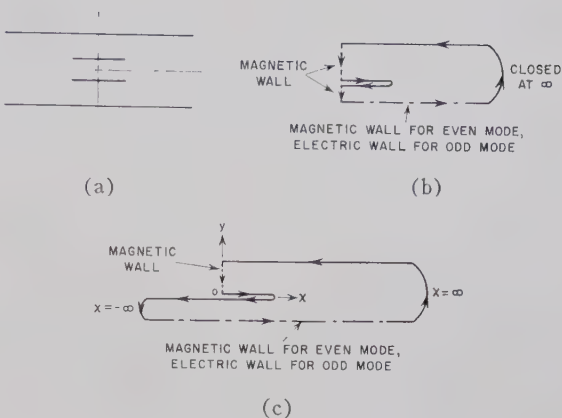 MAGNETIC
WALL
CLOSED
AT ∞
MAGNETIC WALL FOR EVEN MODE,
ELECTRIC WALL FOR ODD MODE
(a)
(b)
y
MAGNETIC
WALL
o
x
x = -∞
x = ∞
MAGNETIC WALL FOR EVEN MODE,
ELECTRIC WALL FOR ODD MODE
(c)